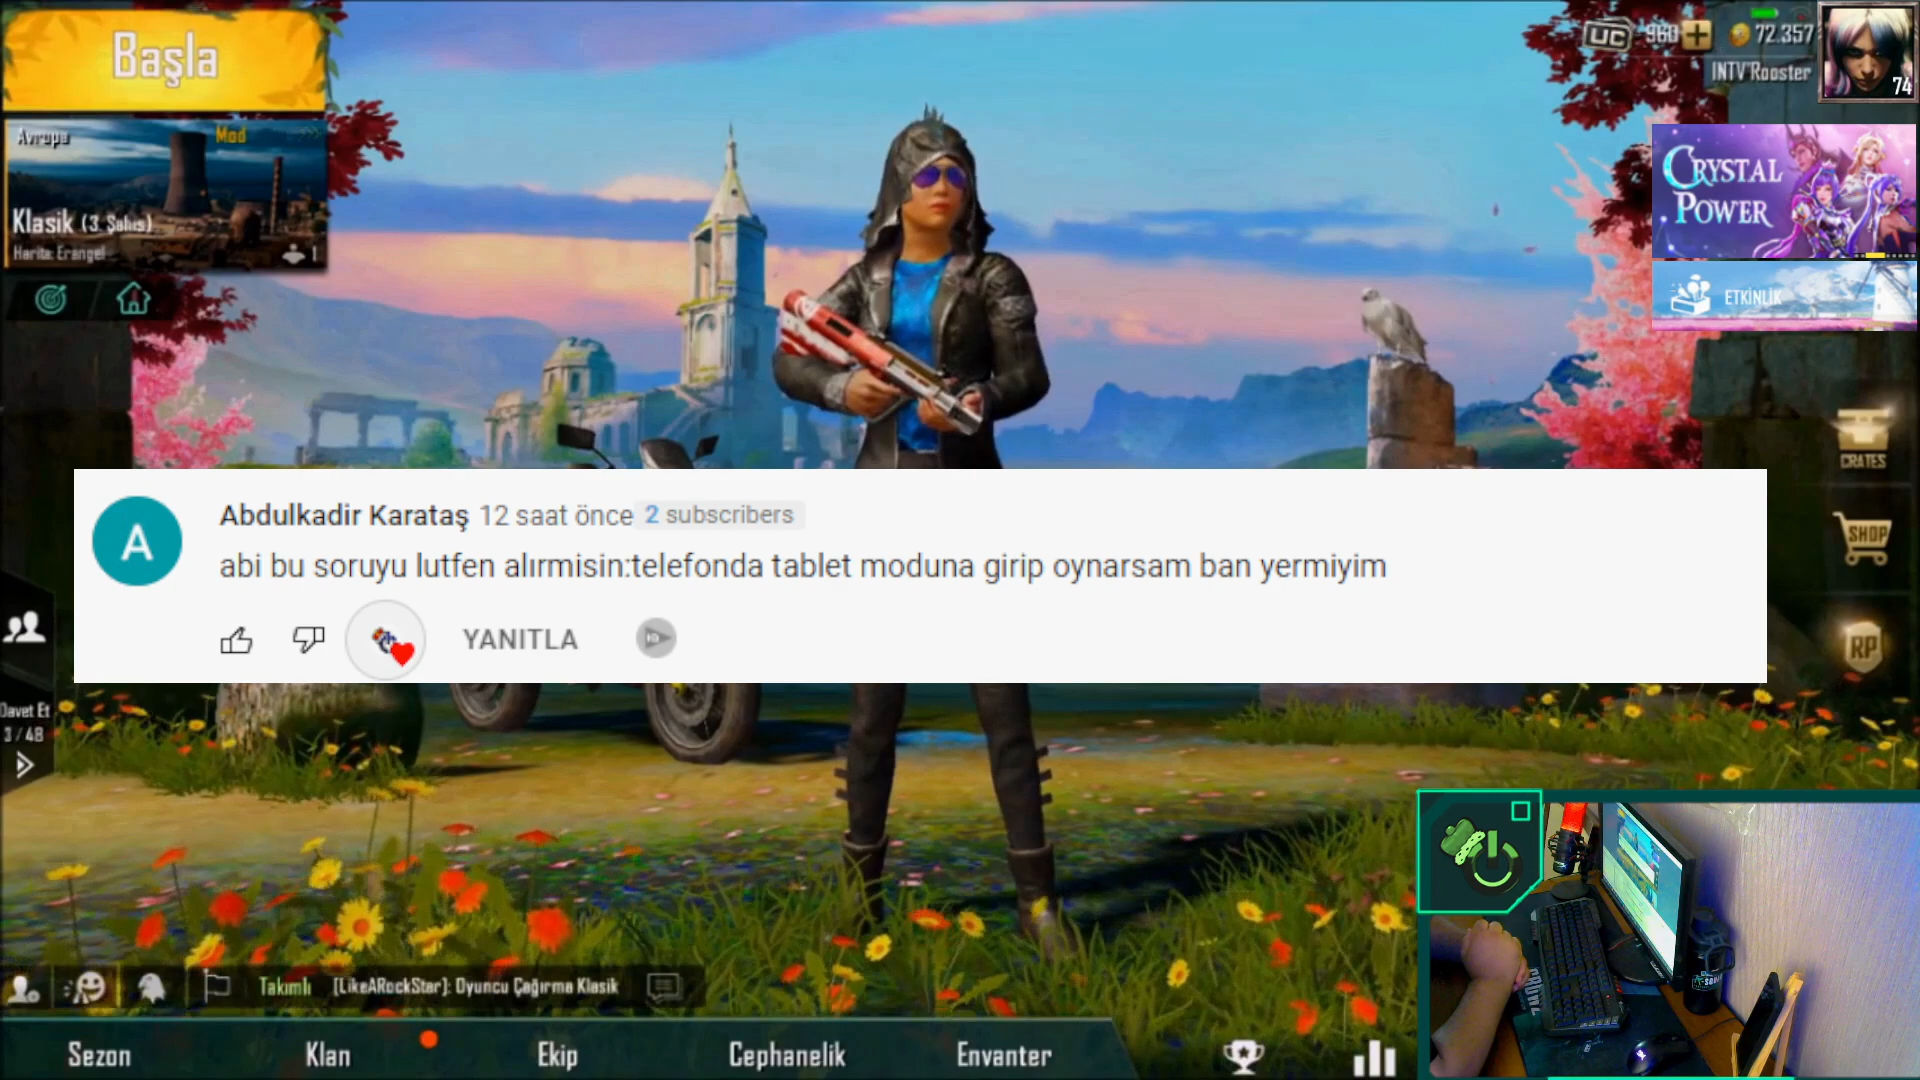 Başla
UC 960
72.357
INTV'Rooster
74
Avrupa Mod
Klasik (3. Şahıs)
Harita: Erangel
1
CRYSTAL
POWER
ETKİNLİK
CRATES
Abdulkadir Karataş 12 saat önce 2 subscribers
abi bu soruyu lutfen alırmisin:telefonda tablet moduna girip oynarsam ban yermiyim
YANITLA
SHOP
RP
Davet Et
3 / 48
Takımlı [LikeARockStar]: Oyuncu Çağırma Klasik
Sezon Klan Ekip Cephanelik Envanter